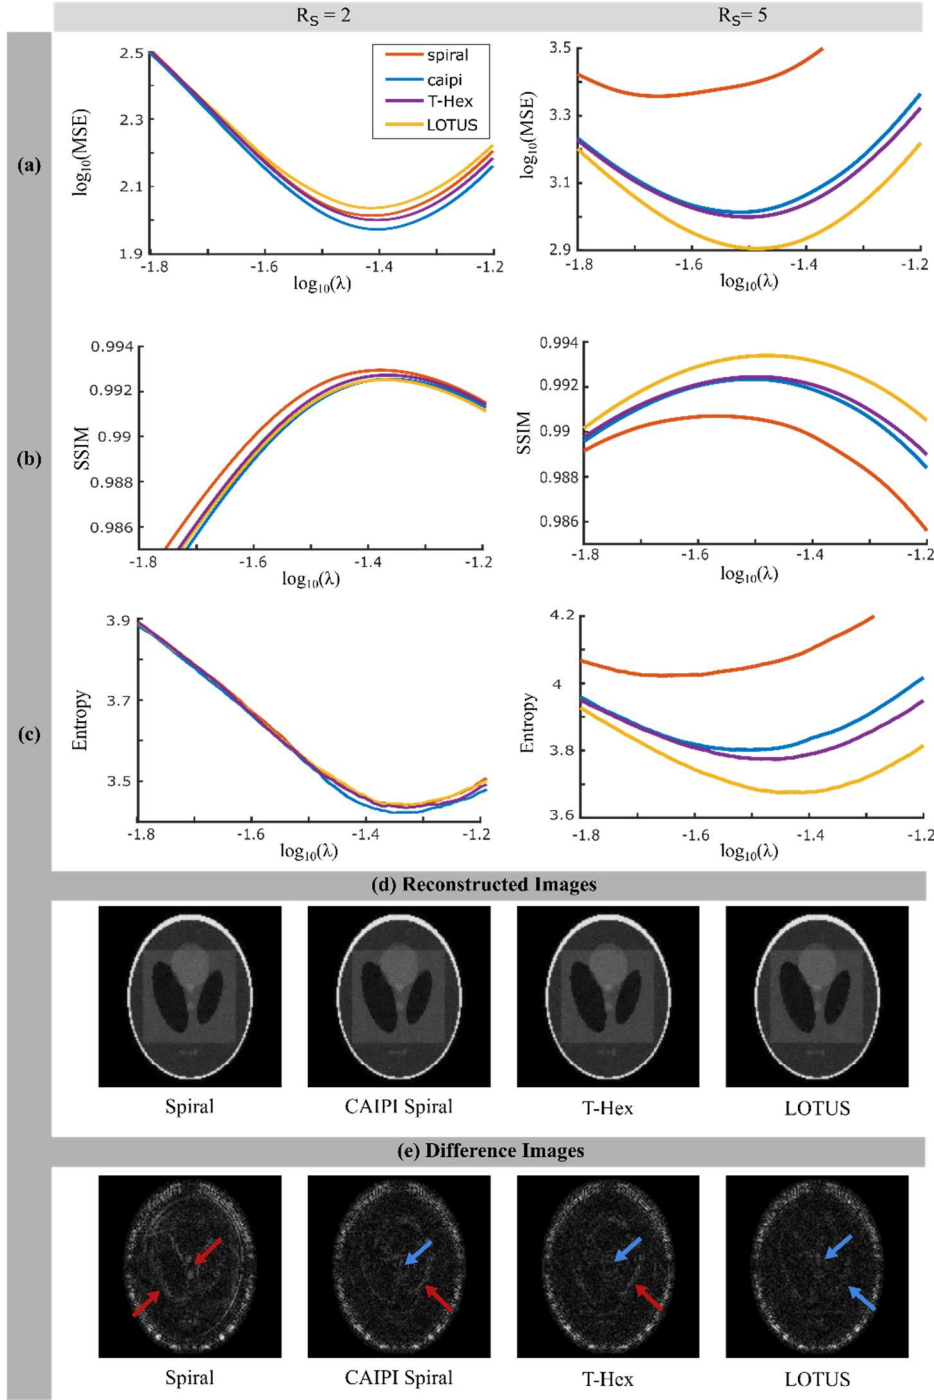 R_S = 2
R_S = 5
(a)
log10(MSE)
2.5
2.3
2.1
1.9
-1.8
-1.6
-1.4
-1.2
log10(λ)
spiral
caipi
T-Hex
LOTUS
log10(MSE)
3.5
3.3
3.1
2.9
-1.8
-1.6
-1.4
-1.2
log10(λ)
(b)
SSIM
0.994
0.992
0.99
0.988
0.986
-1.8
-1.6
-1.4
-1.2
log10(λ)
SSIM
0.994
0.992
0.99
0.988
0.986
-1.8
-1.6
-1.4
-1.2
log10(λ)
(c)
Entropy
3.9
3.7
3.5
-1.8
-1.6
-1.4
-1.2
log10(λ)
Entropy
4.2
4
3.8
3.6
-1.8
-1.6
-1.4
-1.2
log10(λ)
(d) Reconstructed Images
Spiral
CAIPI Spiral
T-Hex
LOTUS
(e) Difference Images
Spiral
CAIPI Spiral
T-Hex
LOTUS